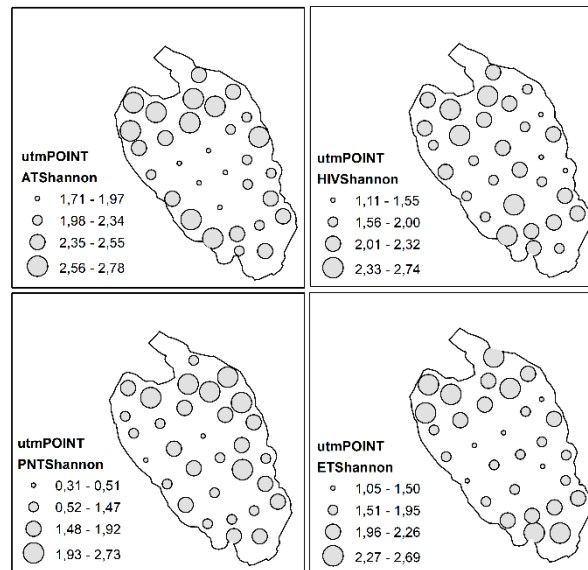 utmPOINT
ATShannon
1,71 - 1,97
1,98 - 2,34
2,35 - 2,55
2,56 - 2,78
utmPOINT
HIVShannon
1,11 - 1,55
1,56 - 2,00
2,01 - 2,32
2,33 - 2,74
utmPOINT
PNTShannon
0,31 - 0,51
0,52 - 1,47
1,48 - 1,92
1,93 - 2,73
utmPOINT
ETShannon
1,05 - 1,50
1,51 - 1,95
1,96 - 2,26
2,27 - 2,69